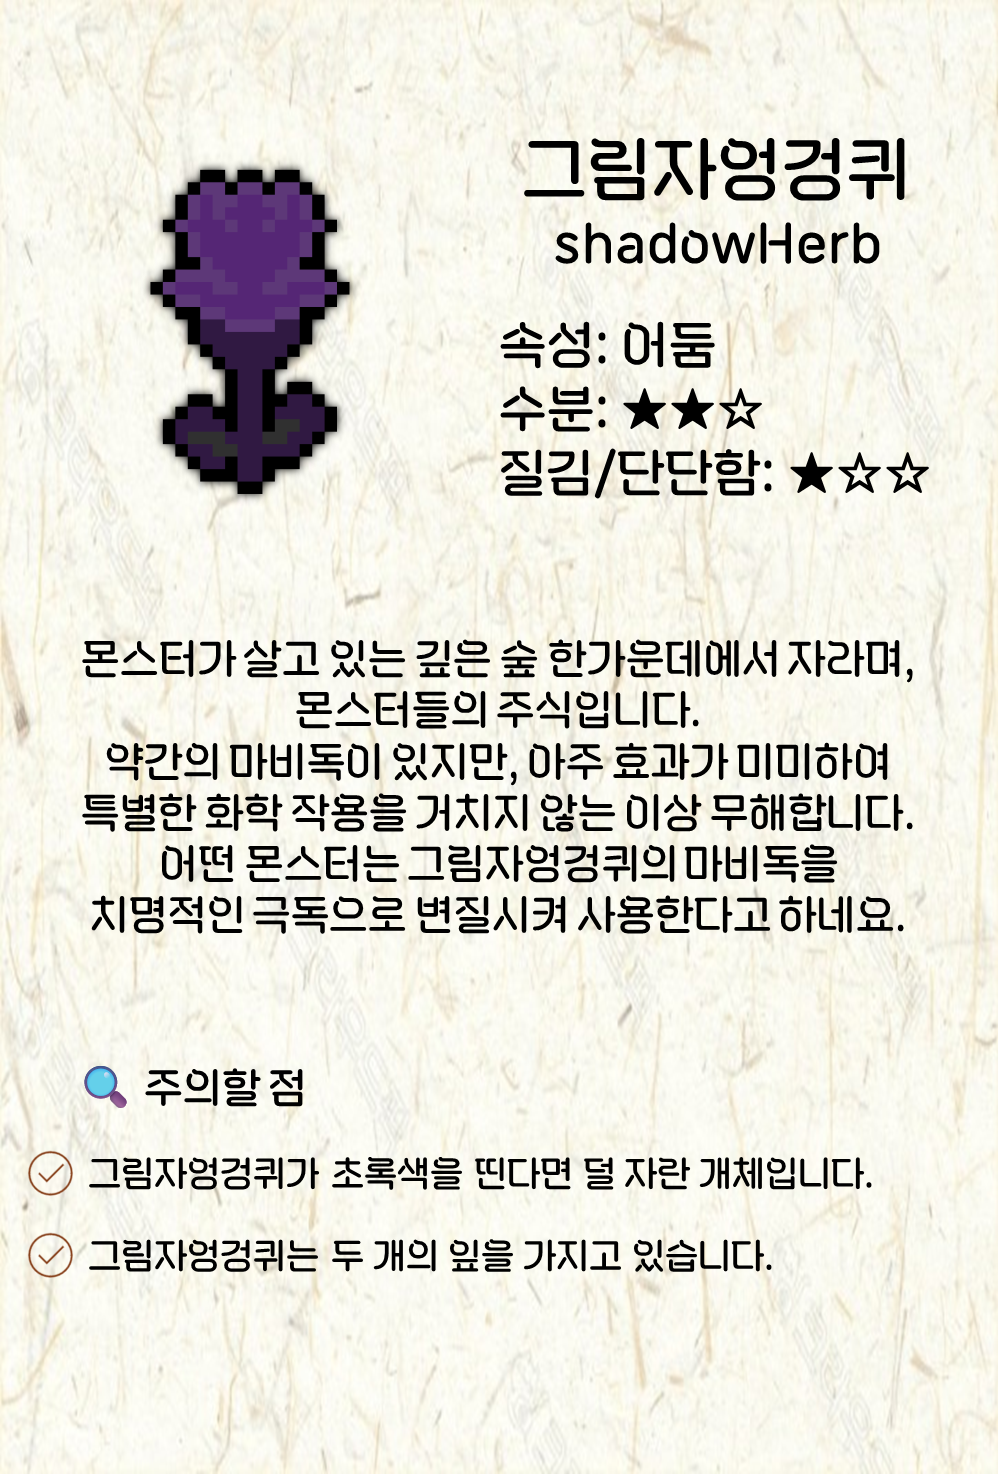 그림자엉겅퀴
shadowHerb
속성: 어둠
수분: ★★☆
질김/단단함: ★☆☆
몬스터가 살고 있는 깊은 숲 한가운데에서 자라며,
몬스터들의 주식입니다.
약간의 마비독이 있지만, 아주 효과가 미미하여
특별한 화학 작용을 거치지 않는 이상 무해합니다.
어떤 몬스터는 그림자엉겅퀴의 마비독을
치명적인 극독으로 변질시켜 사용한다고 하네요.
🔍 주의할 점
그림자엉겅퀴가 초록색을 띤다면 덜 자란 개체입니다.
그림자엉겅퀴는 두 개의 잎을 가지고 있습니다.